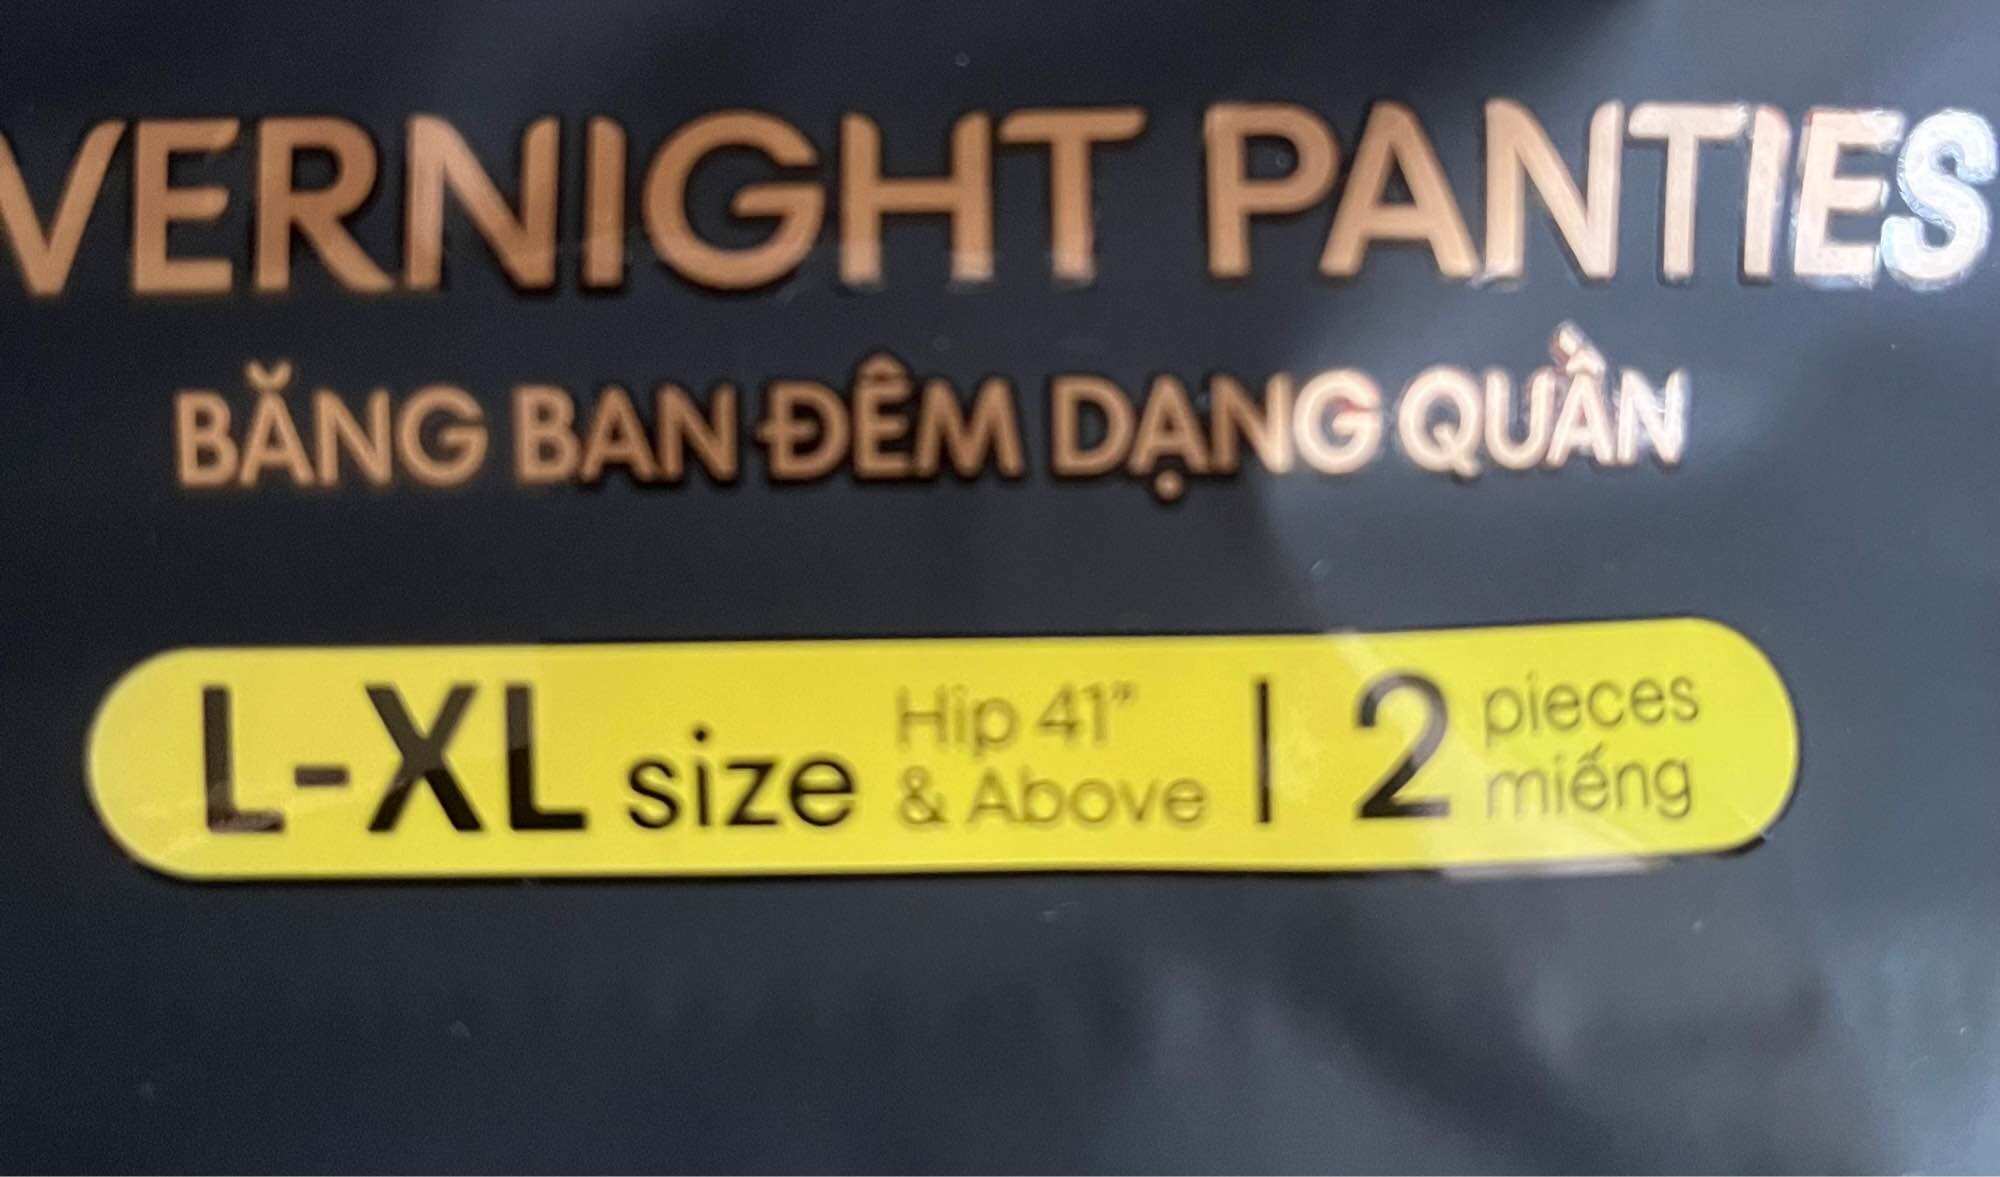 VERNIGHT PANTIES
BĂNG BAN ĐÊM DẠNG QUẦN
L-XL size Hip 41" & Above | 2 pieces miếng